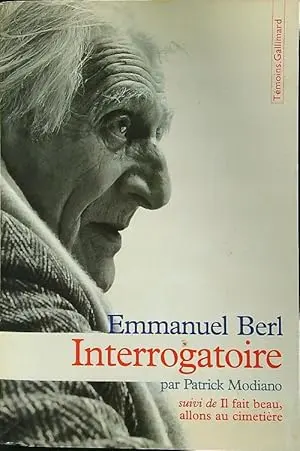 Témoins/Gallimard
Emmanuel Berl
Interrogatoire
par Patrick Modiano
suivi de Il fait beau,
allons au cimetière